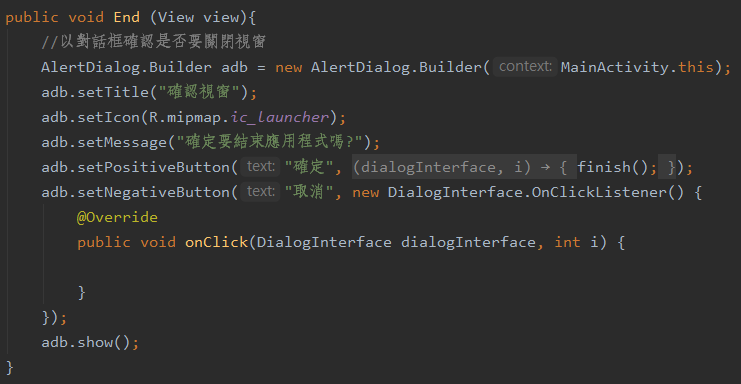 public void End (View view){
//以對話框確認是否要關閉視窗
AlertDialog.Builder adb = new AlertDialog.Builder( context: MainActivity.this);
adb.setTitle("確認視窗");
adb.setIcon(R.mipmap.ic_launcher);
adb.setMessage("確定要結束應用程式嗎?");
adb.setPositiveButton( text: "確定", (dialogInterface, i) → { finish(); });
adb.setNegativeButton( text: "取消", new DialogInterface.OnClickListener() {
@Override
public void onClick(DialogInterface dialogInterface, int i) {
}
});
adb.show();
}